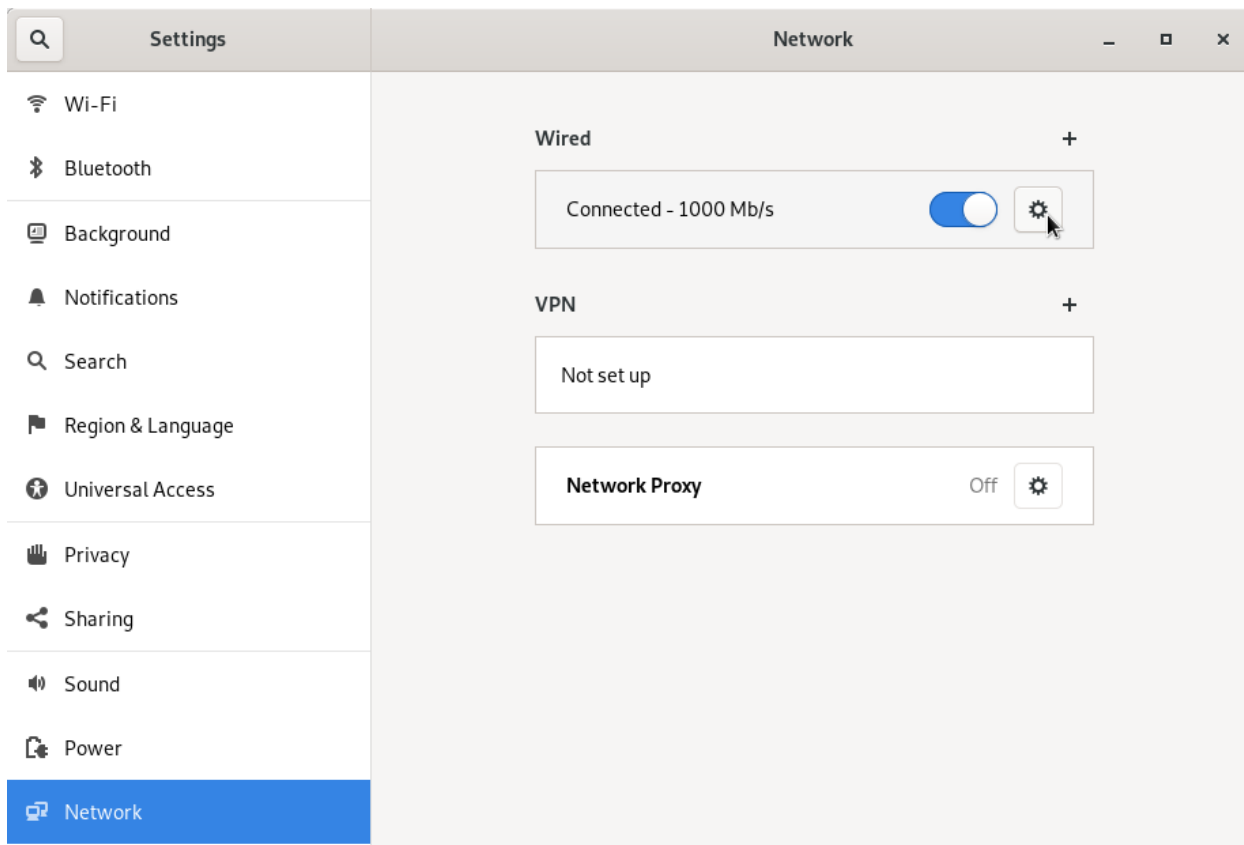 Settings
Network
Wi-Fi
Bluetooth
Background
Notifications
Search
Region & Language
Universal Access
Privacy
Sharing
Sound
Power
Network
Wired
Connected - 1000 Mb/s
VPN
Not set up
Network Proxy Off